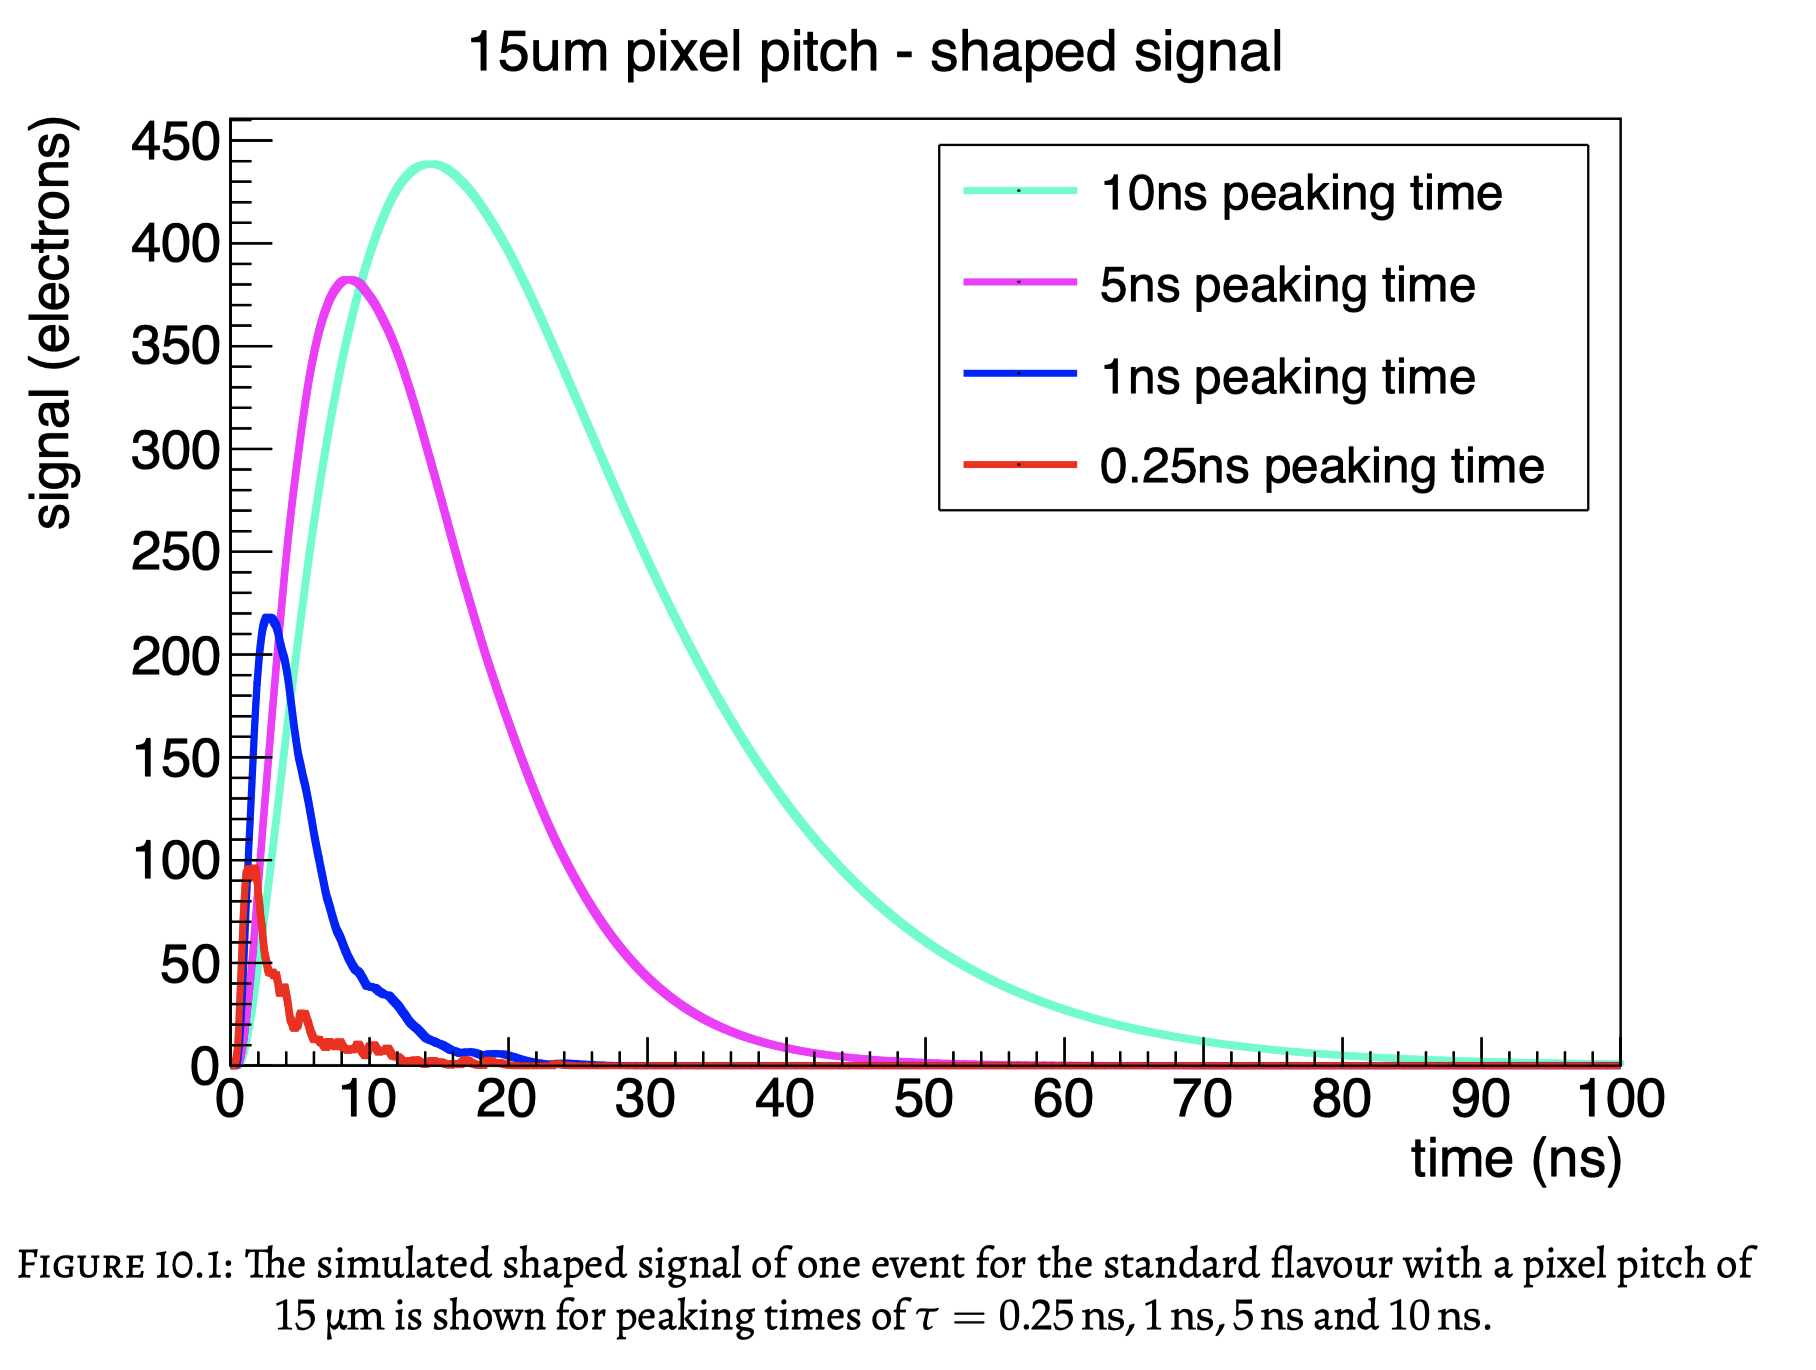 15um pixel pitch - shaped signal
signal (electrons)
450
400
350
300
250
200
150
100
50
0
10ns peaking time
5ns peaking time
1ns peaking time
0.25ns peaking time
0 10 20 30 40 50 60 70 80 90 100
time (ns)
FIGURE 10.1: The simulated shaped signal of one event for the standard flavour with a pixel pitch of
15 μm is shown for peaking times of τ = 0.25 ns, 1 ns, 5 ns and 10 ns.